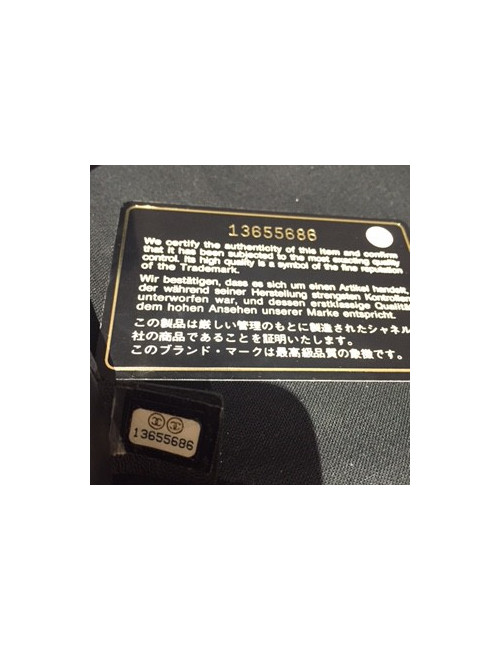 13655686
We certify the authenticity of this item and confirm
that it has been subjected to the most exacting quality
control. Its high quality is a symbol of the fine reputation
of the Trademark.
Wir bestätigen, dass es sich um einen Artikel handelt,
der während seiner Herstellung strengsten Kontrollen
unterworfen war, und dessen erstklassige Qualität
dem hohen Ansehen unserer Marke entspricht.
この製品は厳しい管理のもとに製造されたシャネル
社の商品であることを証明いたします。
このブランド・マークは最高級品質の象徴です。
13655686